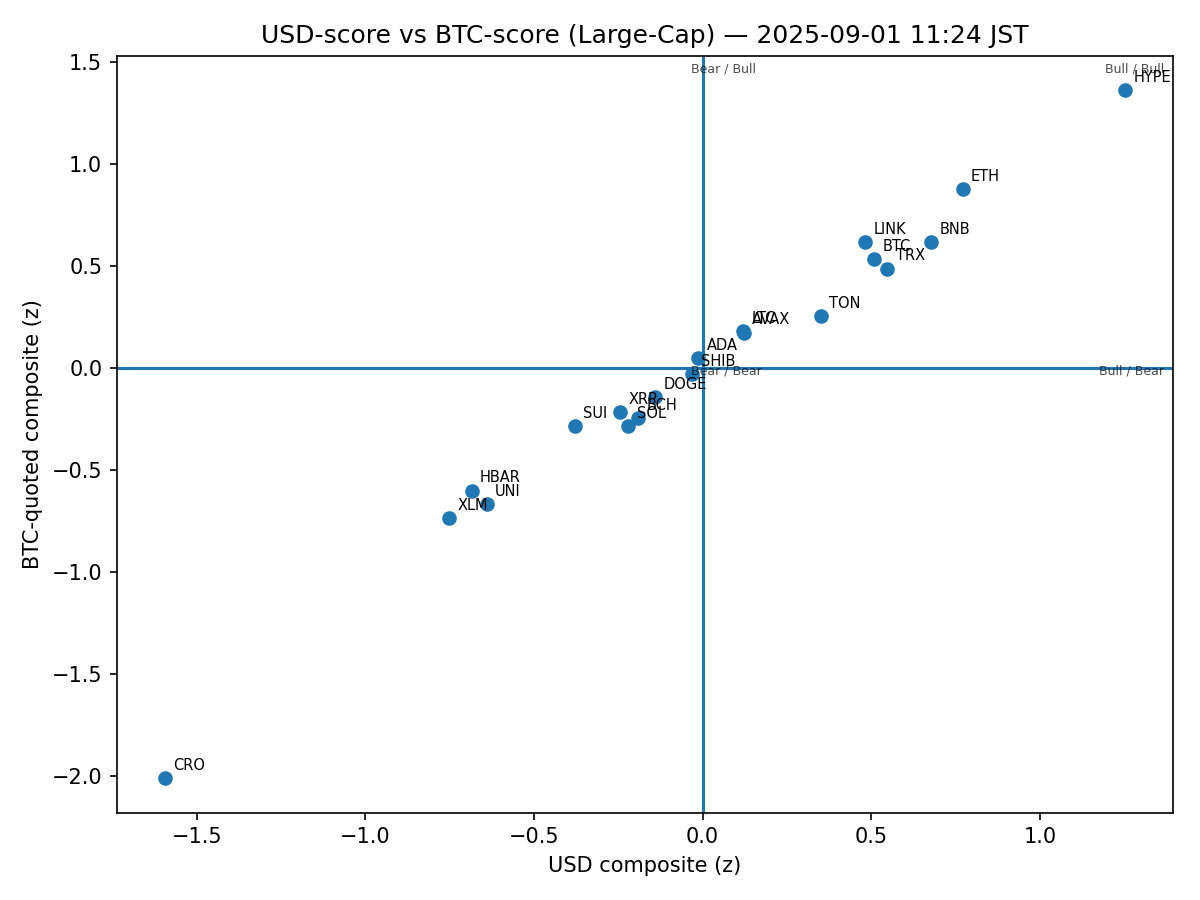 USD-score vs BTC-score (Large-Cap) — 2025-09-01 11:24 JST
BTC-quoted composite (z)
1.5
1.0
0.5
0.0
−0.5
−1.0
−1.5
−2.0
Bear / Bull
Bull / Bull
HYPE
ETH
LINK
BNB
BTC
TRX
TON
LTC
AVAX
ADA
SHIB
Bear / Bear
Bull / Bear
DOGE
XRP
BCH
SUI
SOL
HBAR
UNI
XLM
CRO
−1.5
−1.0
−0.5
0.0
0.5
1.0
USD composite (z)